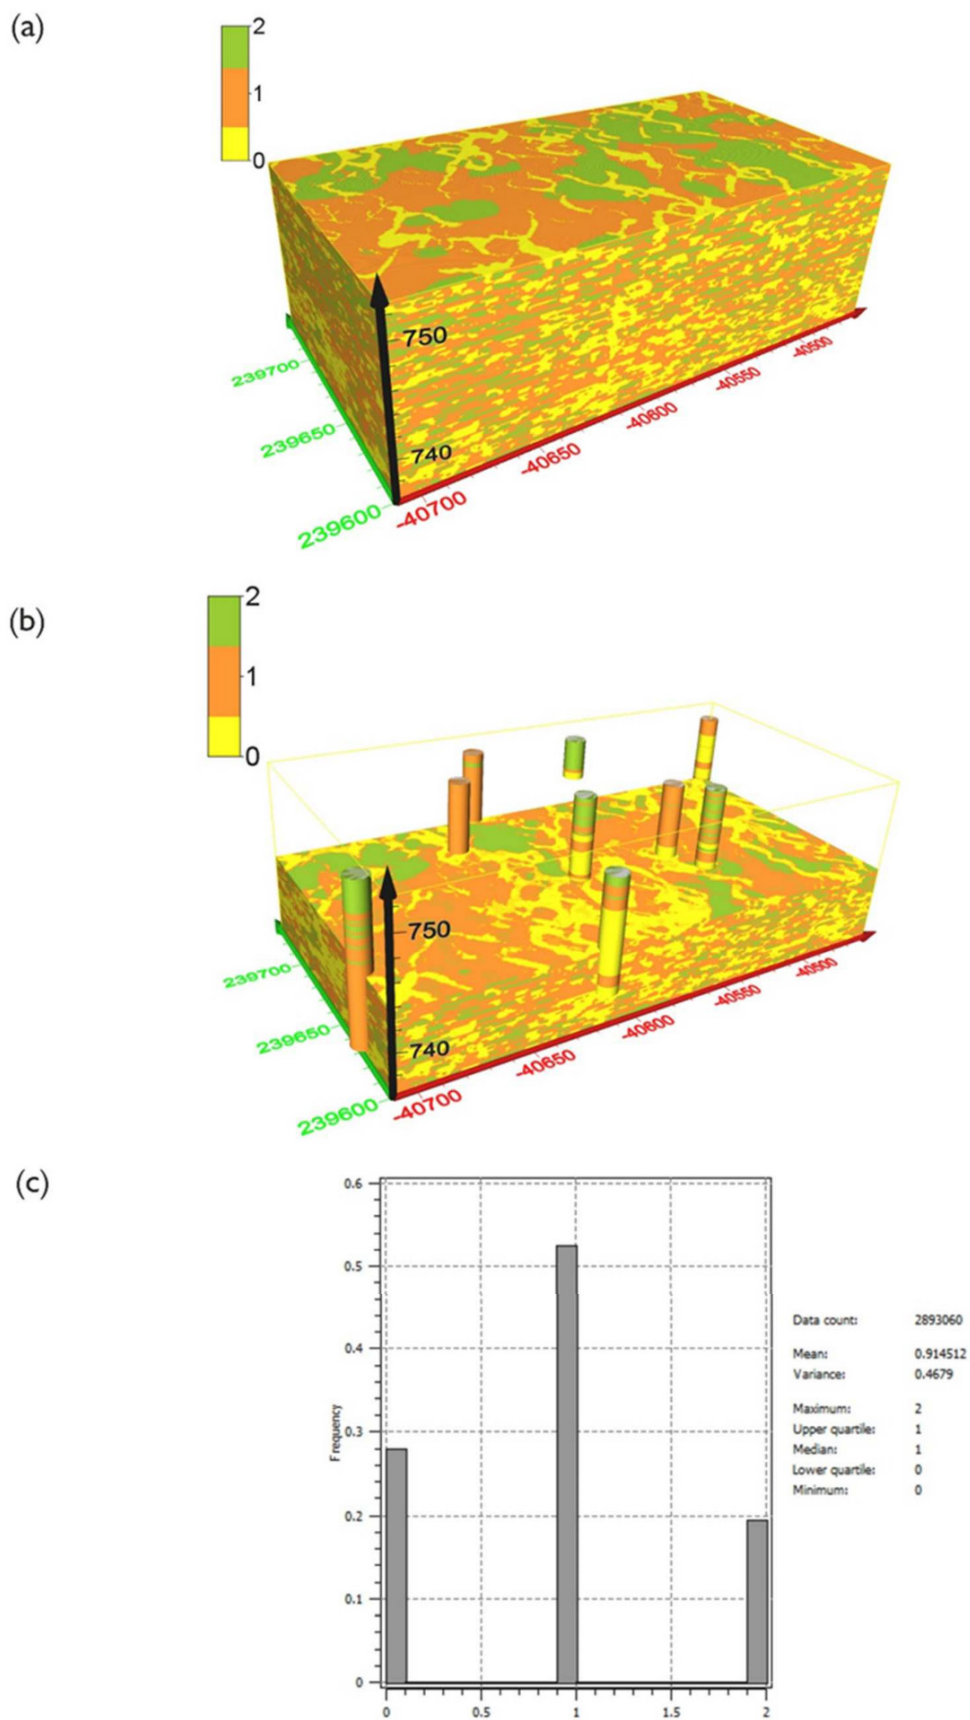 (a)
2
1
0
750
740
239700
239650
239600
-40700
-40650
-40600
-40550
-40500
(b)
2
1
0
750
740
239700
239650
239600
-40700
-40650
-40600
-40550
-40500
(c)
0.6
0.5
0.4
0.3
0.2
0.1
0
Frequency
0 0.5 1 1.5 2
Data count: 2893060
Mean: 0.914512
Variance: 0.4679
Maximum: 2
Upper quartile: 1
Median: 1
Lower quartile: 0
Minimum: 0